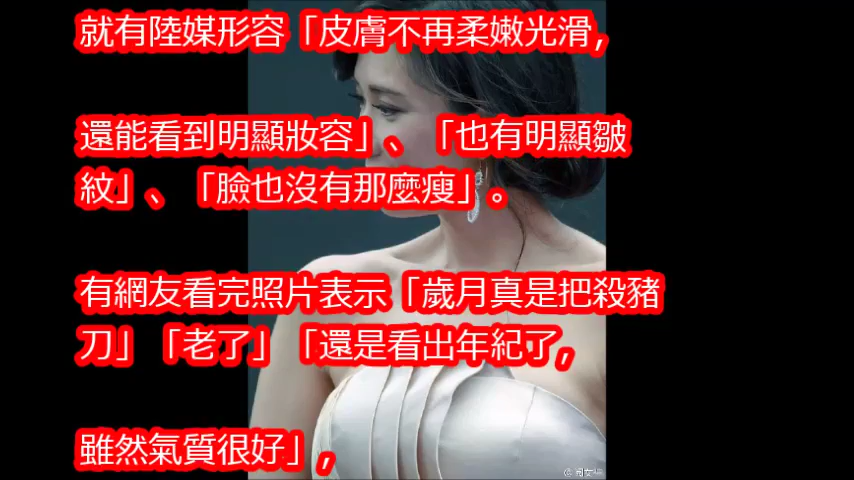 就有陸媒形容「皮膚不再柔嫩光滑，
還能看到明顯妝容」、「也有明顯皺
紋」、「臉也沒有那麼瘦」。
有網友看完照片表示「歲月真是把殺豬
刀」「老了」「還是看出年紀了，
雖然氣質很好」，